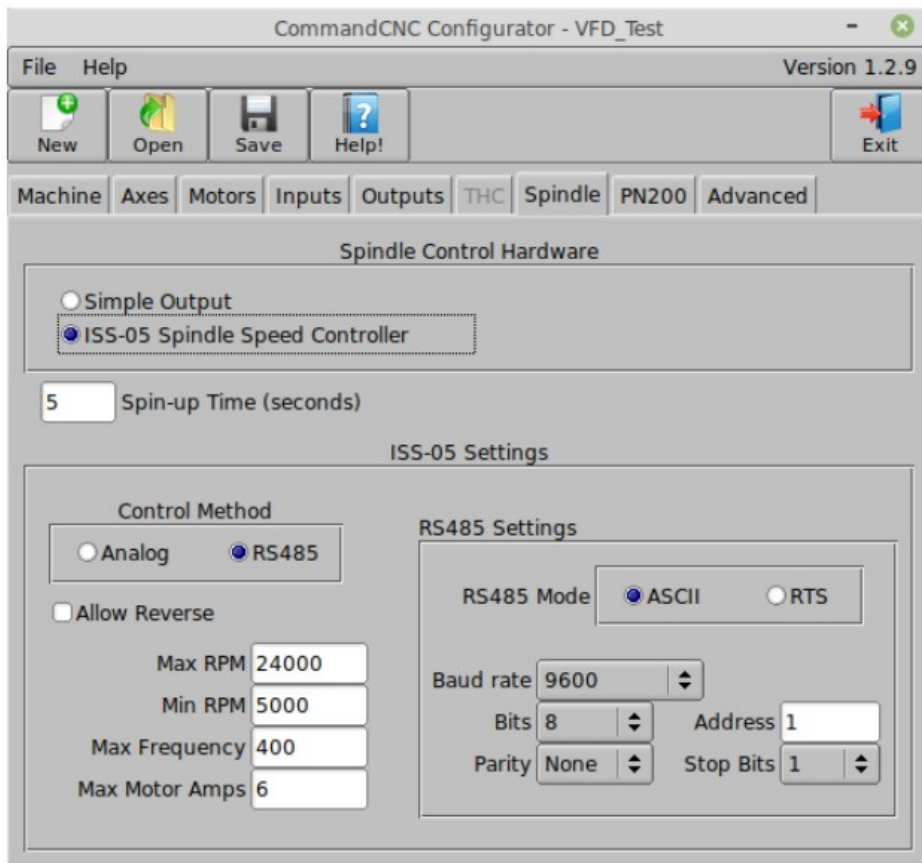 CommandCNC Configurator - VFD_Test
File Help Version 1.2.9
New Open Save Help! Exit
Machine Axes Motors Inputs Outputs THC Spindle PN200 Advanced
Spindle Control Hardware
Simple Output
ISS-05 Spindle Speed Controller
5 Spin-up Time (seconds)
ISS-05 Settings
Control Method
Analog RS485
Allow Reverse
Max RPM 24000
Min RPM 5000
Max Frequency 400
Max Motor Amps 6
RS485 Settings
RS485 Mode ASCII RTS
Baud rate 9600
Bits 8 Address 1
Parity None Stop Bits 1